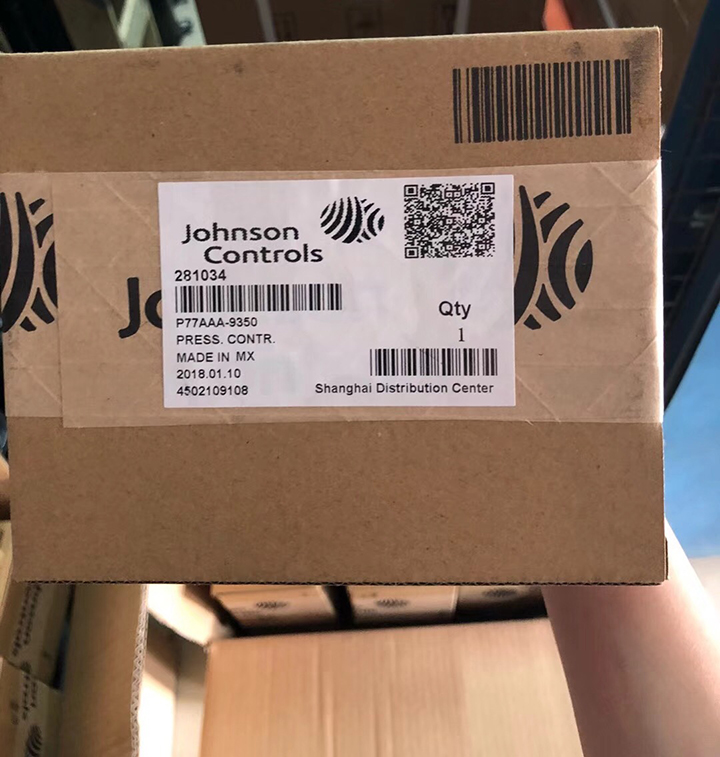 Johnson
Controls
281034
P77AAA-9350
PRESS. CONTR.
MADE IN MX
2018.01.10
4502109108
Qty
1
Shanghai Distribution Center
Jo